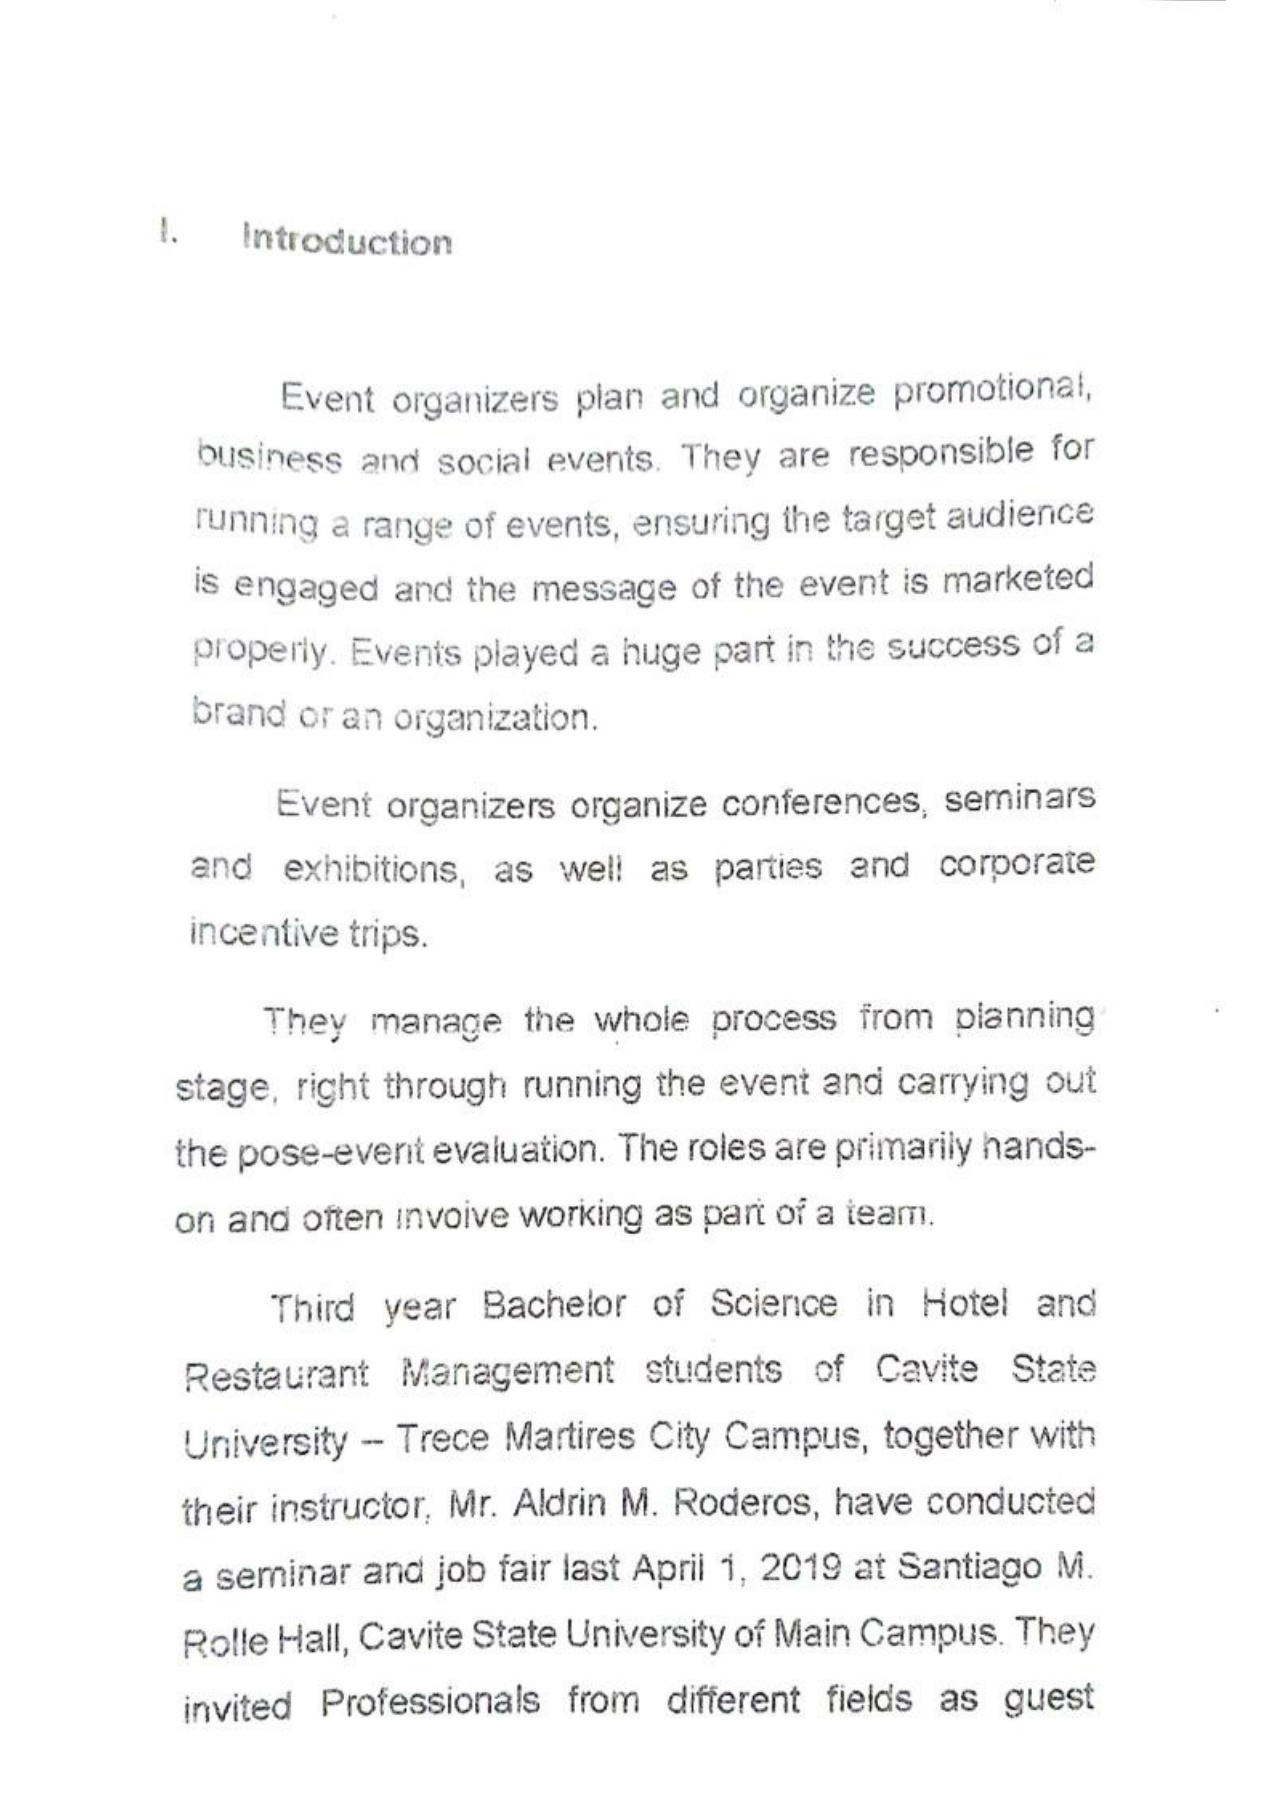 I. Introduction
Event organizers plan and organize promotional,
business and social events. They are responsible for
running a range of events, ensuring the target audience
is engaged and the message of the event is marketed
properly. Events played a huge part in the success of a
brand or an organization.
Event organizers organize conferences, seminars
and exhibitions, as well as parties and corporate
incentive trips.
They manage the whole process from planning
stage, right through running the event and carrying out
the pose-event evaluation. The roles are primarily hands-
on and often involve working as part of a team.
Third year Bachelor of Science in Hotel and
Restaurant Management students of Cavite State
University – Trece Martires City Campus, together with
their instructor, Mr. Aldrin M. Roderos, have conducted
a seminar and job fair last April 1, 2019 at Santiago M.
Rolle Hall, Cavite State University of Main Campus. They
invited Professionals from different fields as guest